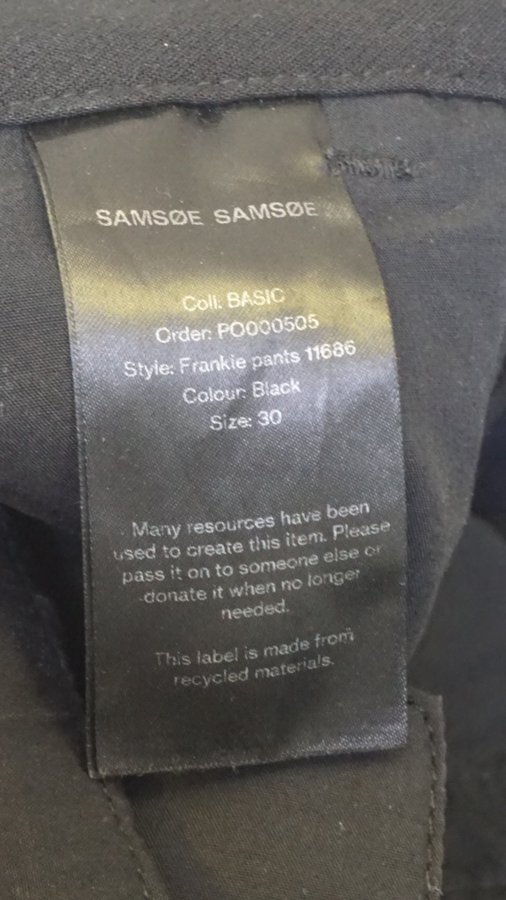 SAMSØE SAMSØE
Coll: BASIC
Order: PO000505
Style: Frankie pants 11686
Colour: Black
Size: 30
Many resources have been
used to create this item. Please
pass it on to someone else or
donate it when no longer
needed.
This label is made from
recycled materials.